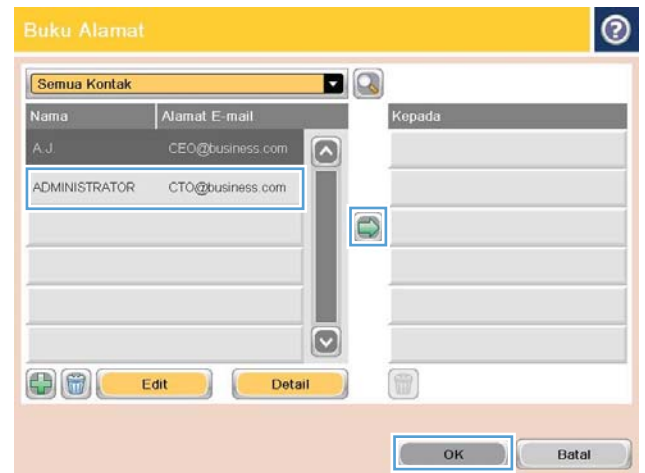 Buku Alamat
?
Semua Kontak
Nama Alamat E-mail Kepada
A.J. CEO@business.com
ADMINISTRATOR CTO@business.com
Edit Detail
OK Batal